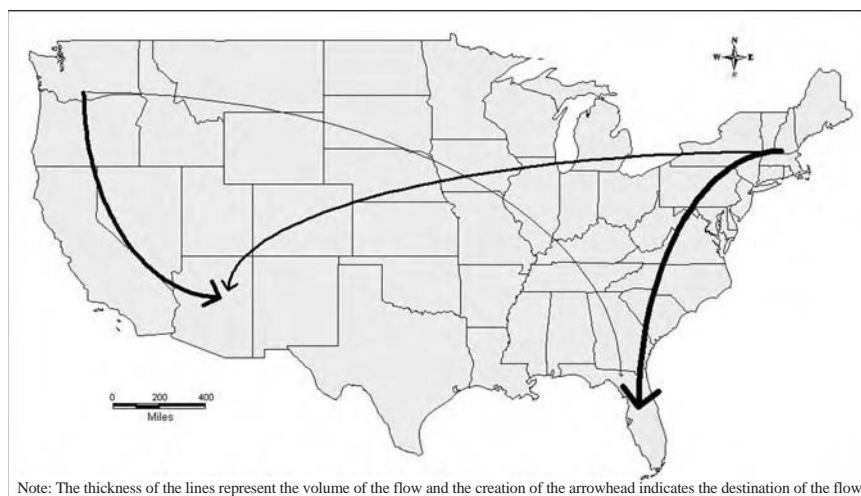 N
W E
S
0 200 400
Miles
Note: The thickness of the lines represent the volume of the flow and the creation of the arrowhead indicates the destination of the flow